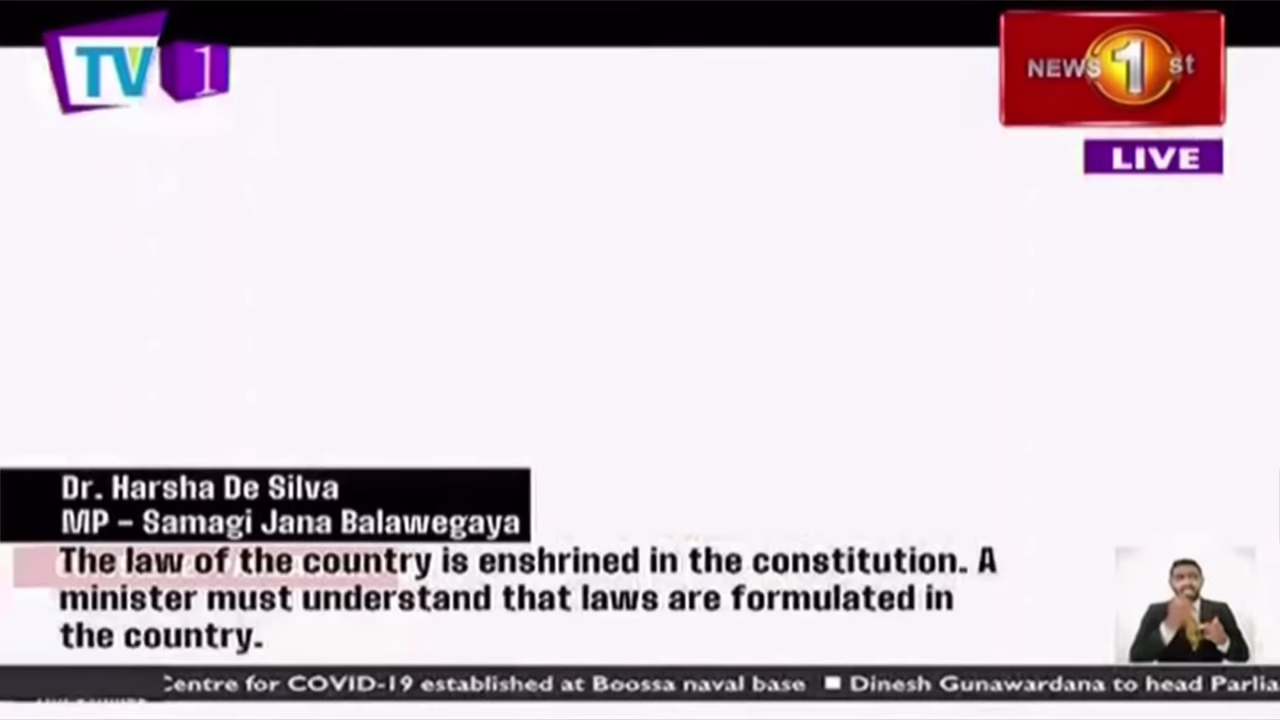 TV1
NEWS 1st
LIVE
Dr. Harsha De Silva
MP – Samagi Jana Balawegaya
The law of the country is enshrined in the constitution. A
minister must understand that laws are formulated in
the country.
Centre for COVID-19 established at Boossa naval base ■ Dinesh Gunawardana to head Parlia